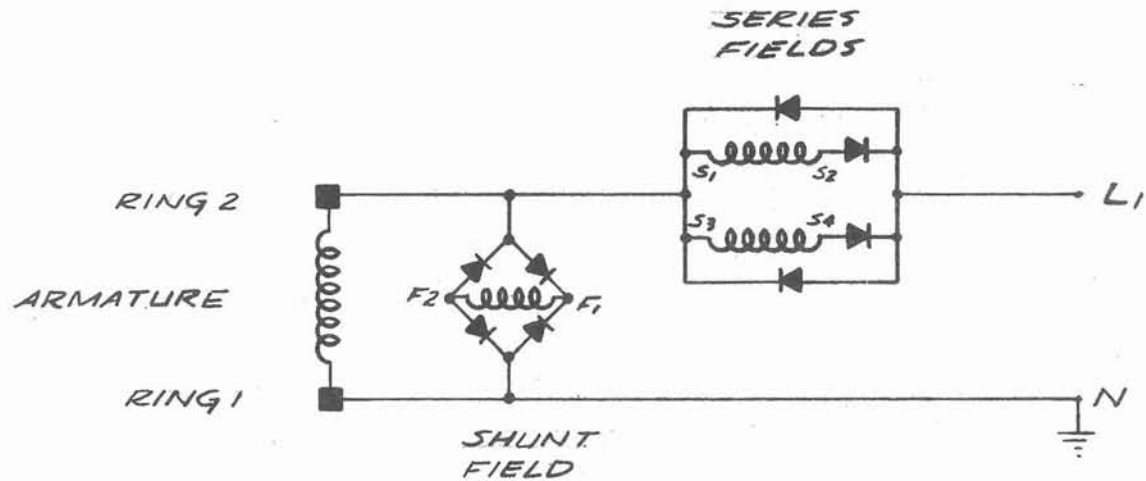 SERIES
FIELDS
S1 S2
RING 2
L1
S3 S4
ARMATURE
F2 F1
RING 1
N
SHUNT
FIELD